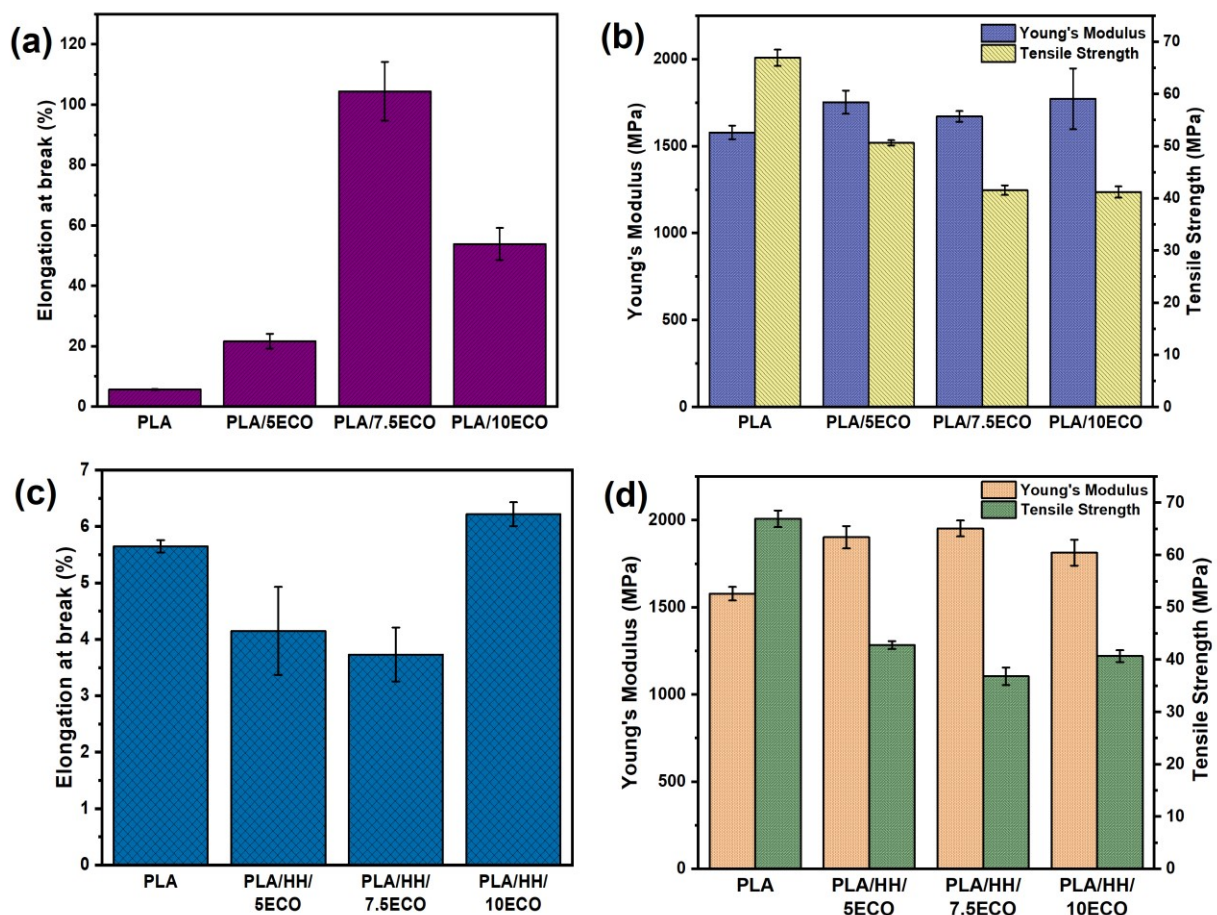 (a)
Elongation at break (%)
120
100
80
60
40
20
0
PLA
PLA/5ECO
PLA/7.5ECO
PLA/10ECO
(b)
Young's Modulus
Tensile Strength
Young's Modulus (MPa)
2000
1500
1000
500
0
Tensile Strength (MPa)
70
60
50
40
30
20
10
0
PLA
PLA/5ECO
PLA/7.5ECO
PLA/10ECO
(c)
Elongation at break (%)
7
6
5
4
3
2
1
0
PLA
PLA/HH/
5ECO
PLA/HH/
7.5ECO
PLA/HH/
10ECO
(d)
Young's Modulus
Tensile Strength
Young's Modulus (MPa)
2000
1500
1000
500
0
Tensile Strength (MPa)
70
60
50
40
30
20
10
0
PLA
PLA/HH/
5ECO
PLA/HH/
7.5ECO
PLA/HH/
10ECO